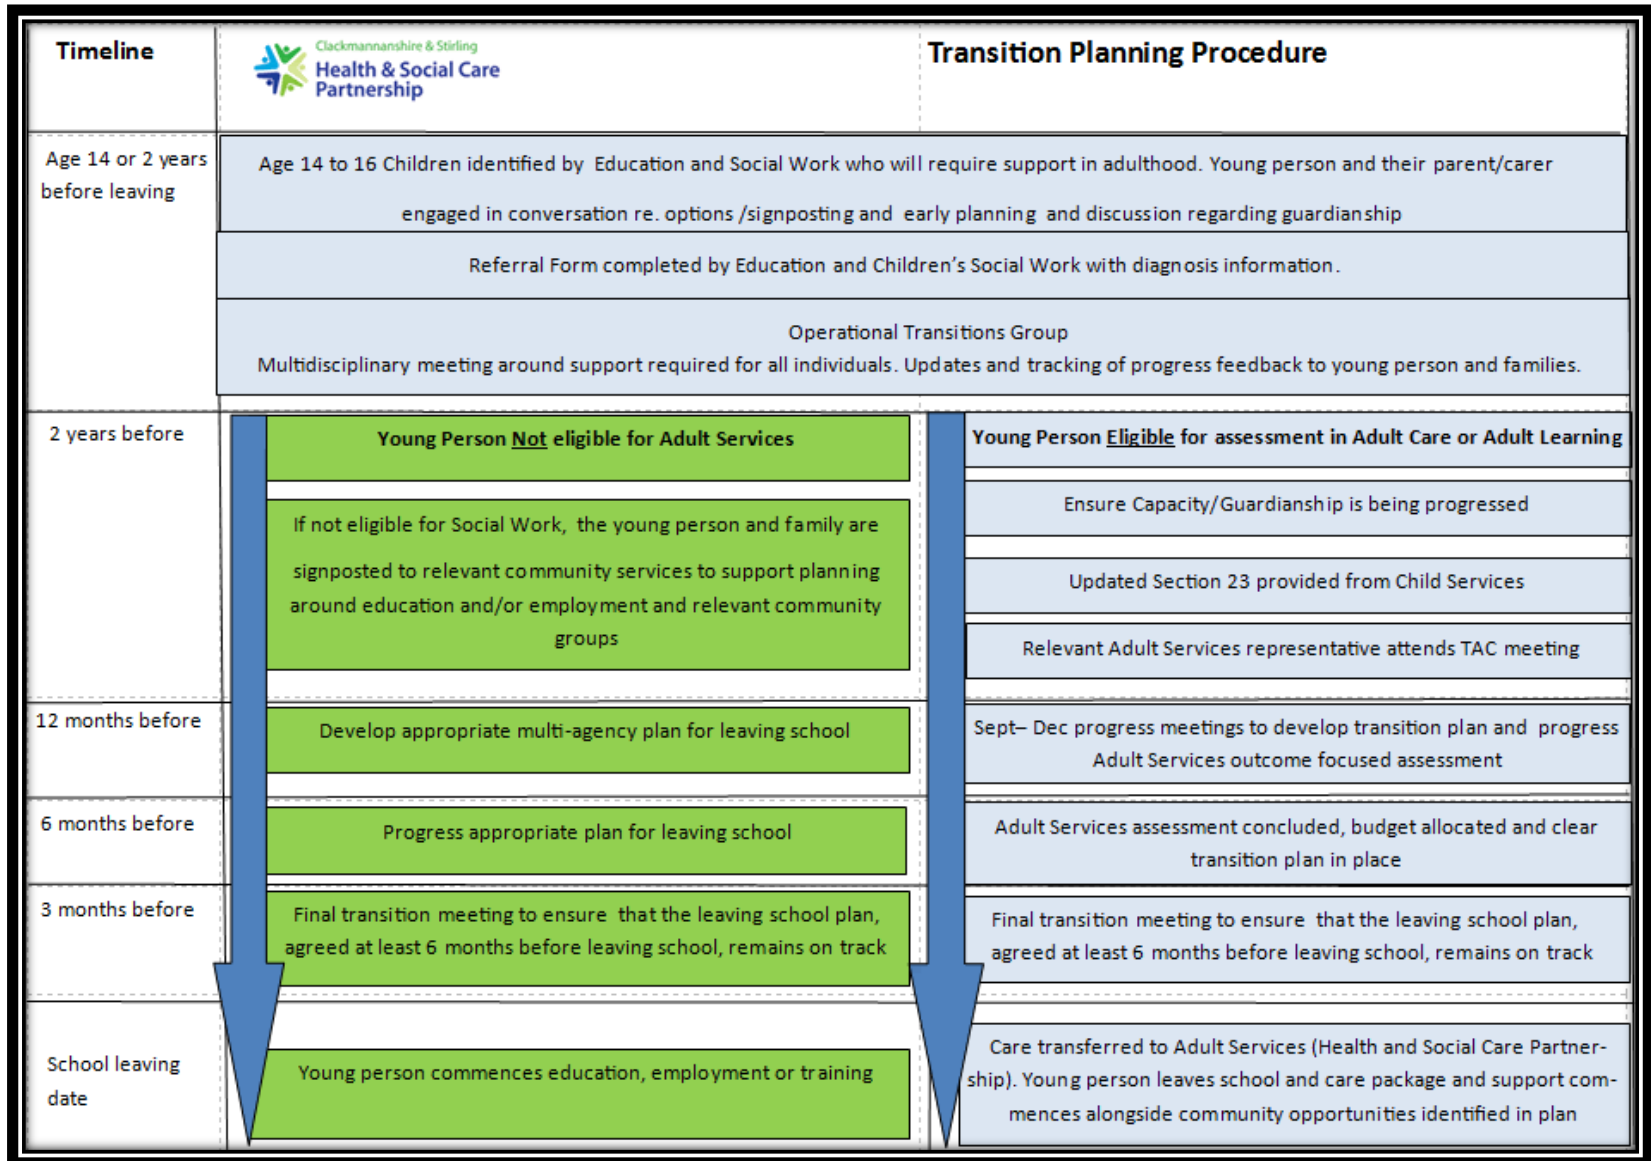 Timeline
Clackmannanshire & Stirling
Health & Social Care
Partnership
Transition Planning Procedure
Age 14 or 2 years
before leaving
Age 14 to 16 Children identified by Education and Social Work who will require support in adulthood. Young person and their parent/carer
engaged in conversation re. options /signposting and early planning and discussion regarding guardianship
Referral Form completed by Education and Children’s Social Work with diagnosis information.
Operational Transitions Group
Multidisciplinary meeting around support required for all individuals. Updates and tracking of progress feedback to young person and families.
2 years before
Young Person Not eligible for Adult Services
If not eligible for Social Work, the young person and family are
signposted to relevant community services to support planning
around education and/or employment and relevant community
groups
Young Person Eligible for assessment in Adult Care or Adult Learning
Ensure Capacity/Guardianship is being progressed
Updated Section 23 provided from Child Services
Relevant Adult Services representative attends TAC meeting
12 months before
Develop appropriate multi-agency plan for leaving school
Sept– Dec progress meetings to develop transition plan and progress
Adult Services outcome focused assessment
6 months before
Progress appropriate plan for leaving school
Adult Services assessment concluded, budget allocated and clear
transition plan in place
3 months before
Final transition meeting to ensure that the leaving school plan,
agreed at least 6 months before leaving school, remains on track
Final transition meeting to ensure that the leaving school plan,
agreed at least 6 months before leaving school, remains on track
School leaving
date
Young person commences education, employment or training
Care transferred to Adult Services (Health and Social Care Partner-
ship). Young person leaves school and care package and support com-
mences alongside community opportunities identified in plan